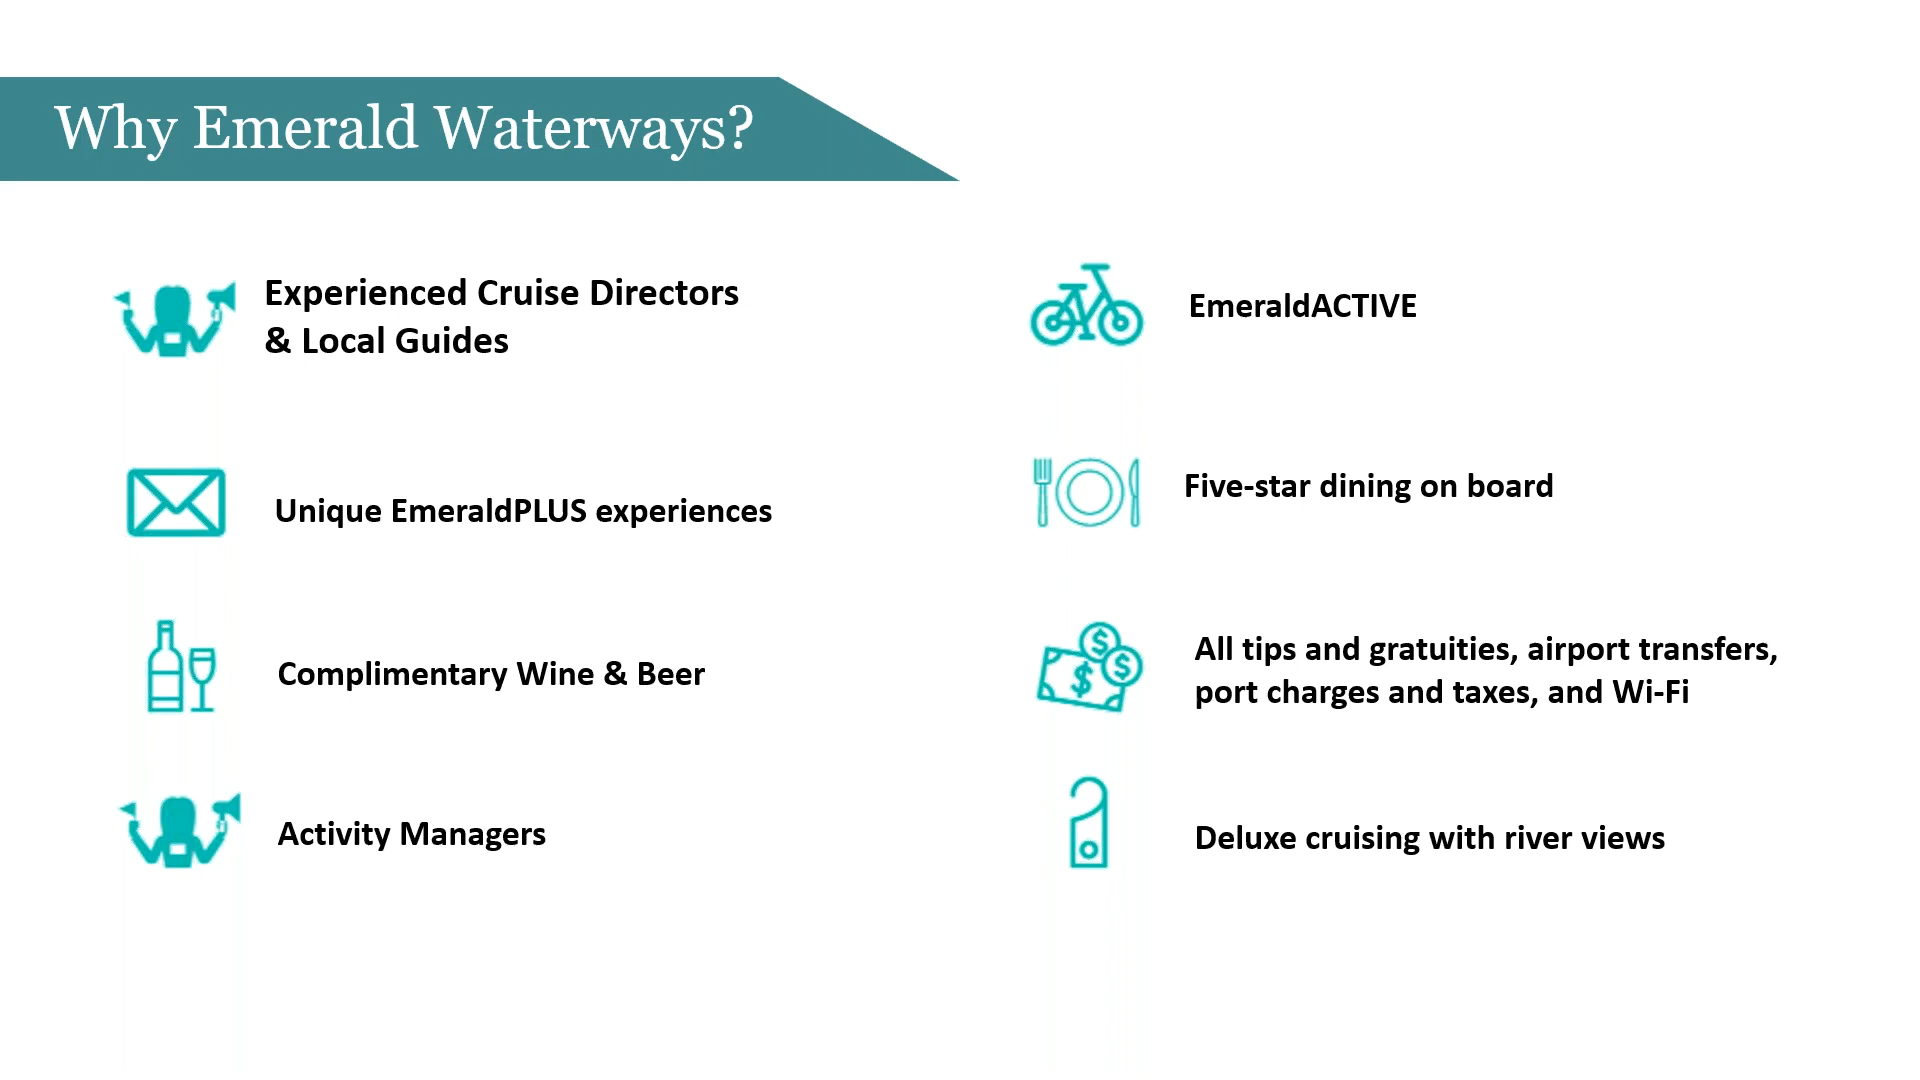 Why Emerald Waterways?
Experienced Cruise Directors
& Local Guides
Unique EmeraldPLUS experiences
Complimentary Wine & Beer
Activity Managers
EmeraldACTIVE
Five-star dining on board
$ $ $
All tips and gratuities, airport transfers,
port charges and taxes, and Wi-Fi
Deluxe cruising with river views